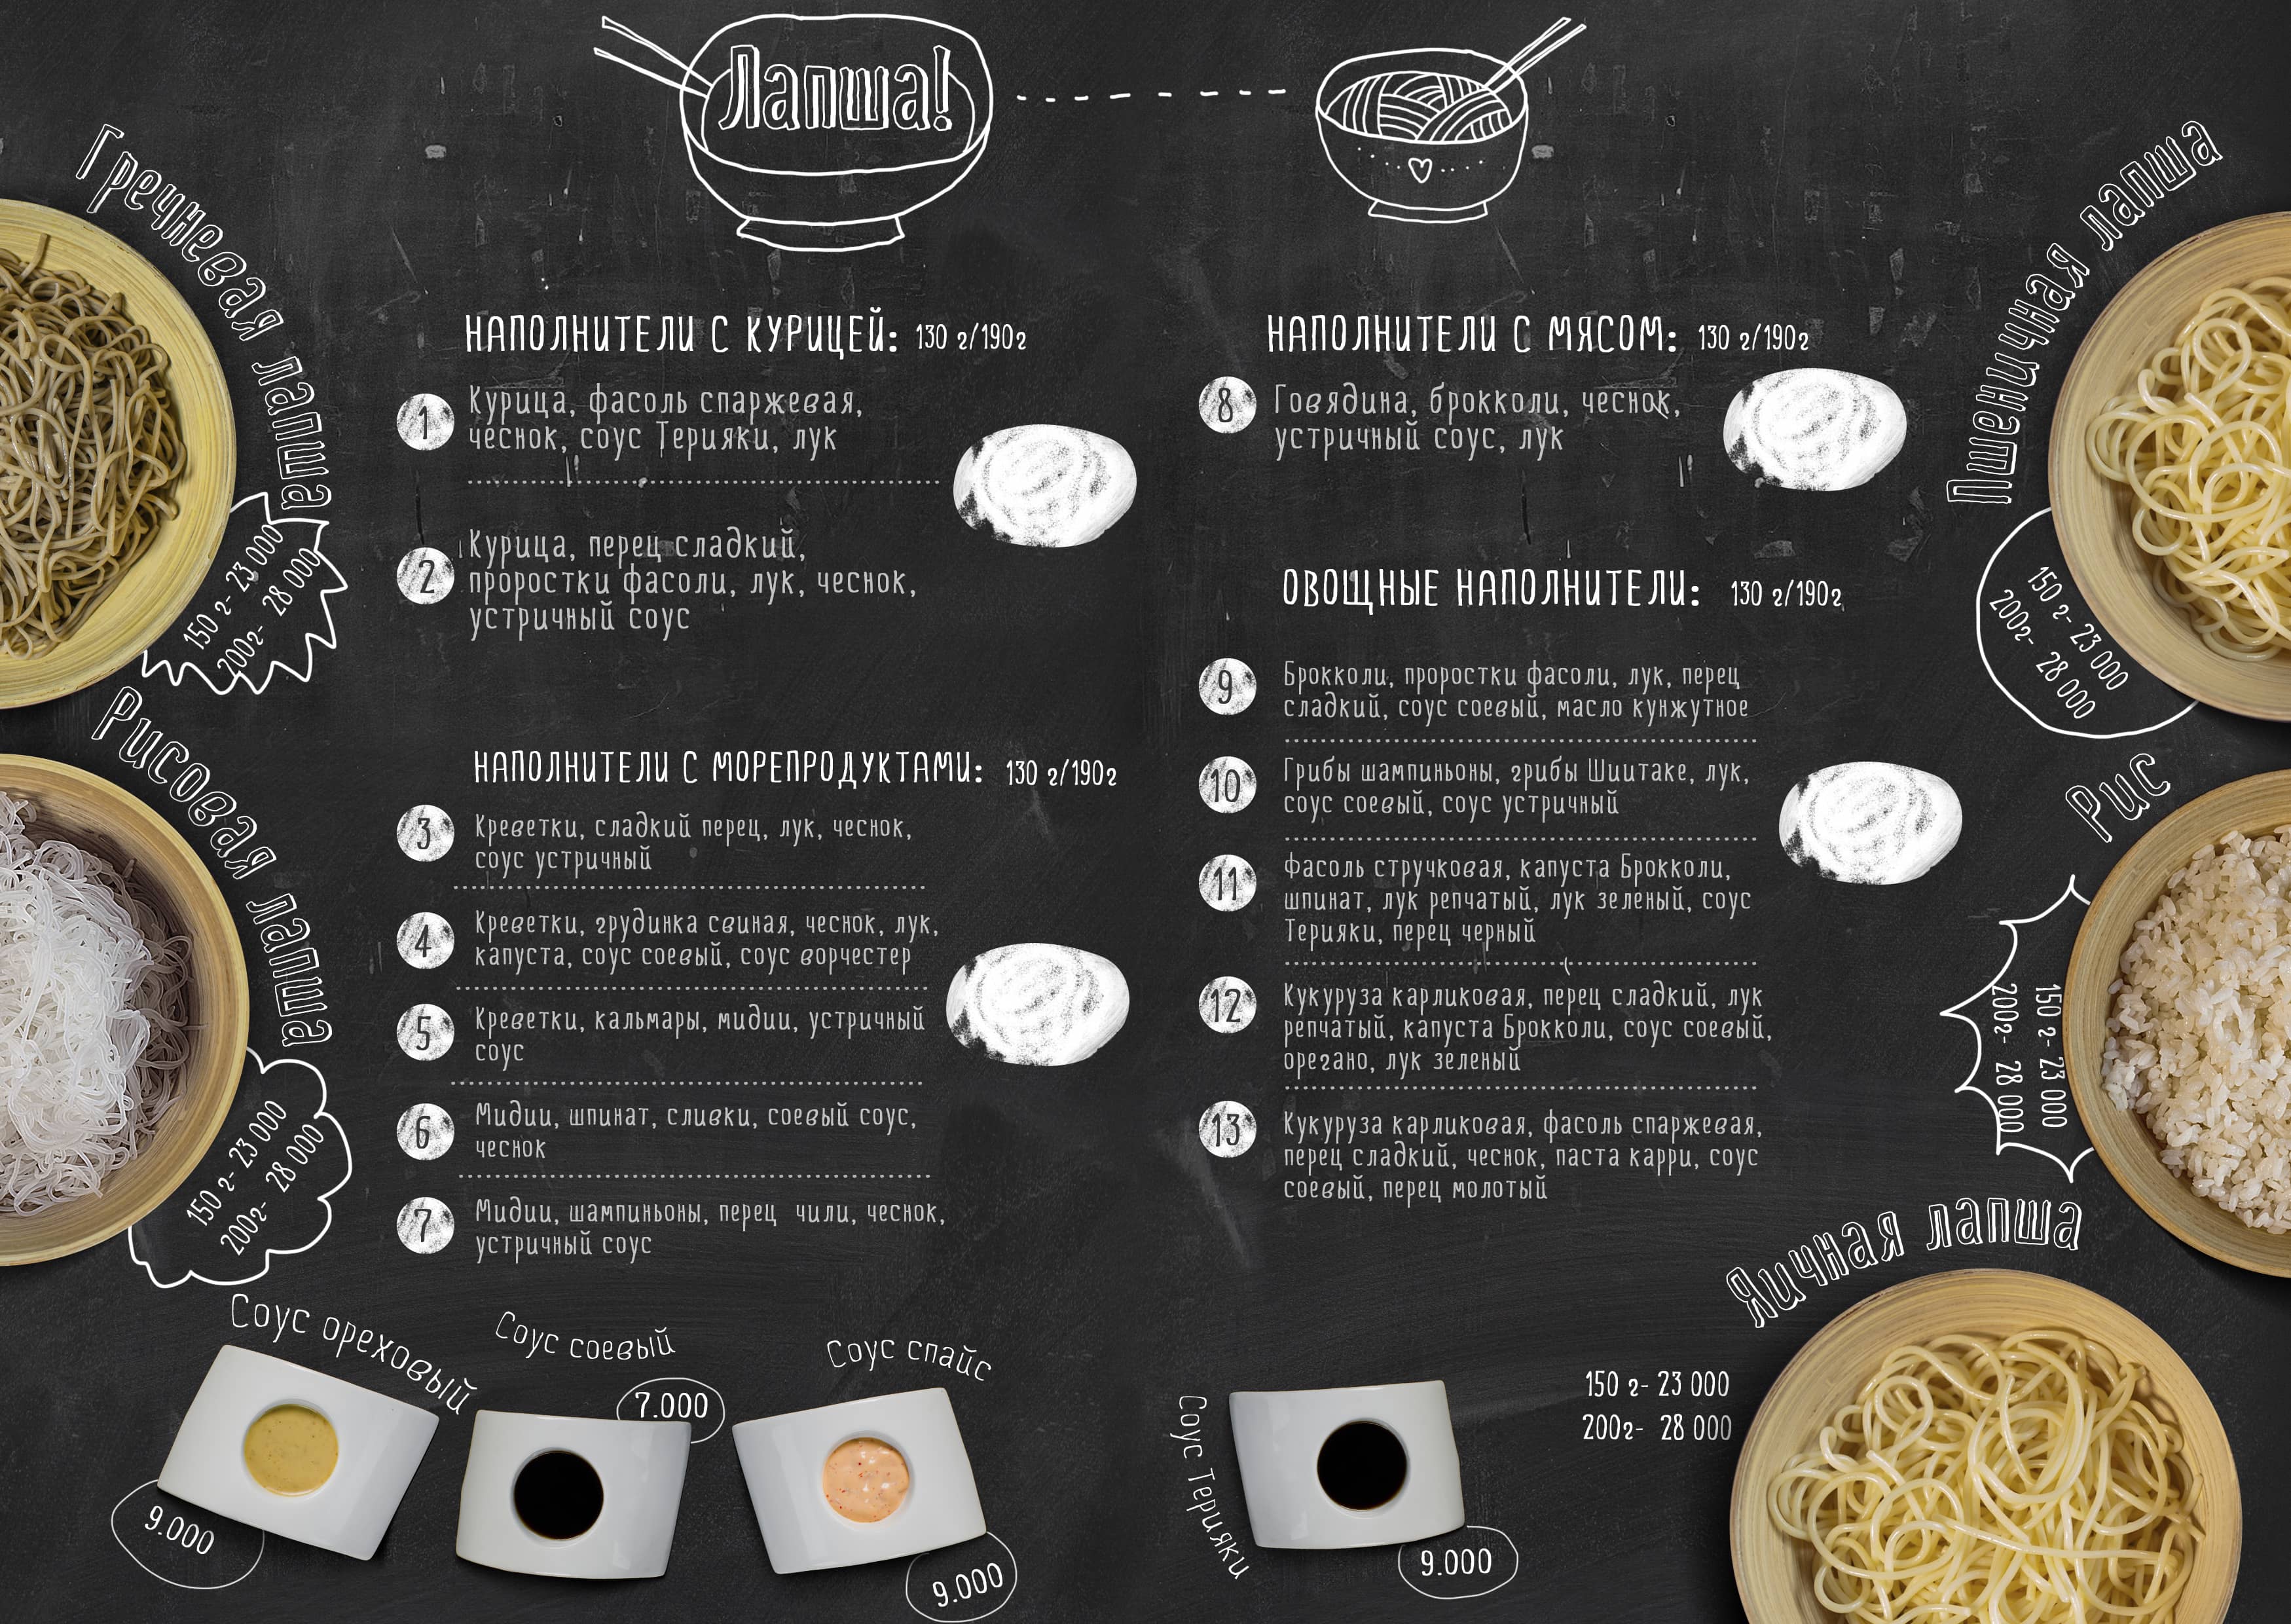 Лапша!
Гречневая лапша
150 г- 23 000
200г- 28 000
Рисовая лапша
150 г- 23 000
200г- 28 000
НАПОЛНИТЕЛИ С КУРИЦЕЙ: 130 г/190г
1
Курица, фасоль спаржевая,
чеснок, соус Терияки, лук
2
Курица, перец сладкий,
проростки фасоли, лук, чеснок,
устричный соус
НАПОЛНИТЕЛИ С МОРЕПРОДУКТАМИ: 130 г/190г
3
Креветки, сладкий перец, лук, чеснок,
соус устричный
4
Креветки, грудинка свиная, чеснок, лук,
капуста, соус соевый, соус ворчестер
5
Креветки, кальмары, мидии, устричный
соус
6
Мидии, шпинат, сливки, соевый соус,
чеснок
7
Мидии, шампиньоны, перец чили, чеснок,
устричный соус
Соус ореховый
9.000
Соус соевый
7.000
Соус спайс
9.000
НАПОЛНИТЕЛИ С МЯСОМ: 130 г/190г
8
Говядина, брокколи, чеснок,
устричный соус, лук
ОВОЩНЫЕ НАПОЛНИТЕЛИ: 130 г/190г
9
Брокколи, проростки фасоли, лук, перец
сладкий, соус соевый, масло кунжутное
10
Грибы шампиньоны, грибы Шиитаке, лук,
соус соевый, соус устричный
11
Фасоль стручковая, капуста Брокколи,
шпинат, лук репчатый, лук зеленый, соус
Терияки, перец черный
12
Кукуруза карликовая, перец сладкий, лук
репчатый, капуста Брокколи, соус соевый,
орегано, лук зеленый
13
Кукуруза карликовая, фасоль спаржевая,
перец сладкий, чеснок, паста карри, соус
соевый, перец молотый
Соус Терияки
9.000
Пшеничная лапша
150 г- 23 000
200г- 28 000
Рис
150 г- 23 000
200г- 28 000
Яичная лапша
150 г- 23 000
200г- 28 000